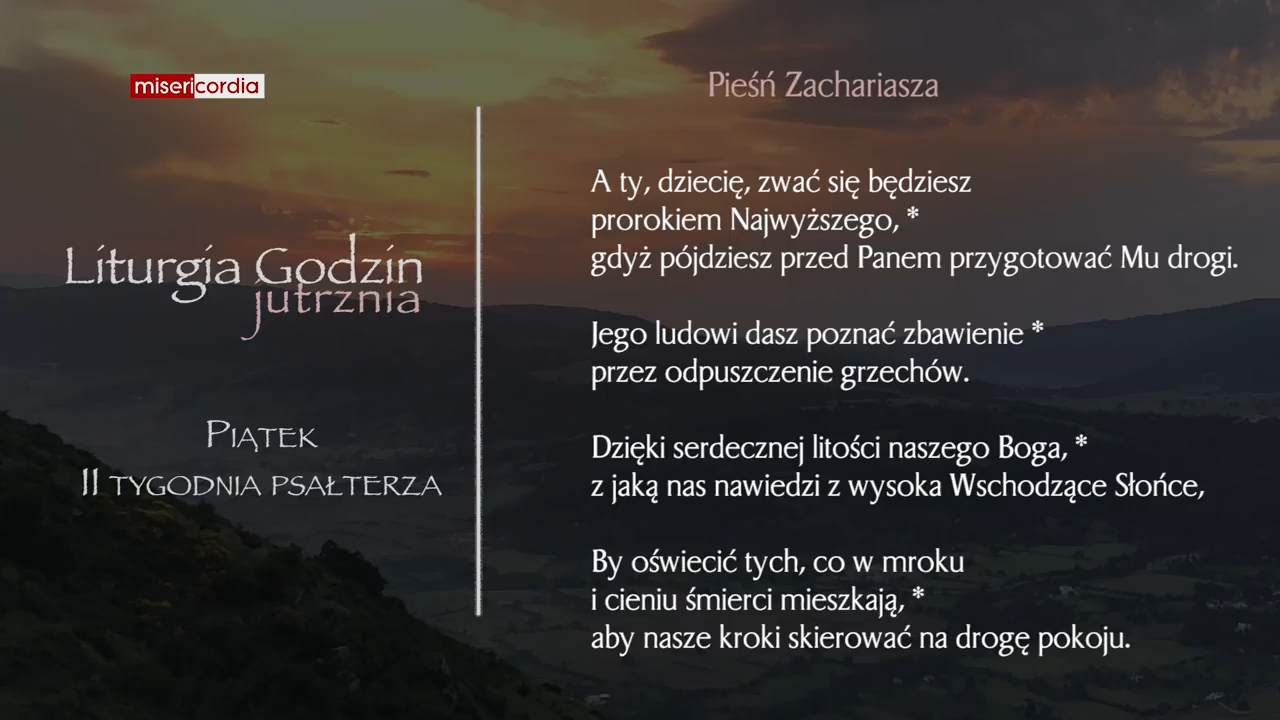 misericordia
Liturgia Godzin
jutrznia
Piątek
II tygodnia psałterza
Pieśń Zachariasza
A ty, dziecię, zwać się będziesz
prorokiem Najwyższego, *
gdyż pójdziesz przed Panem przygotować Mu drogi.
Jego ludowi dasz poznać zbawienie *
przez odpuszczenie grzechów.
Dzięki serdecznej litości naszego Boga, *
z jaką nas nawiedzi z wysoka Wschodzące Słońce,
By oświecić tych, co w mroku
i cieniu śmierci mieszkają, *
aby nasze kroki skierować na drogę pokoju.